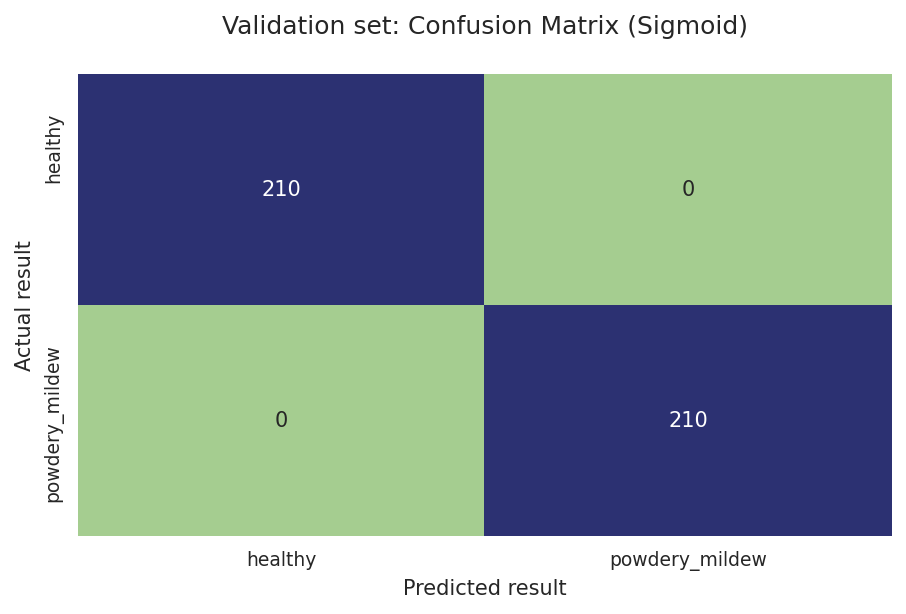 Validation set: Confusion Matrix (Sigmoid)
Actual result
healthy
210
0
powdery_mildew
0
210
healthy
powdery_mildew
Predicted result